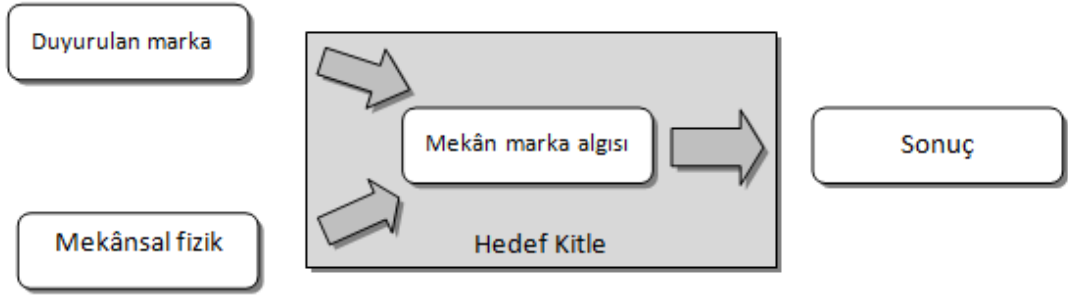 Duyurulan marka
Mekân marka algısı
Sonuç
Mekânsal fizik
Hedef Kitle